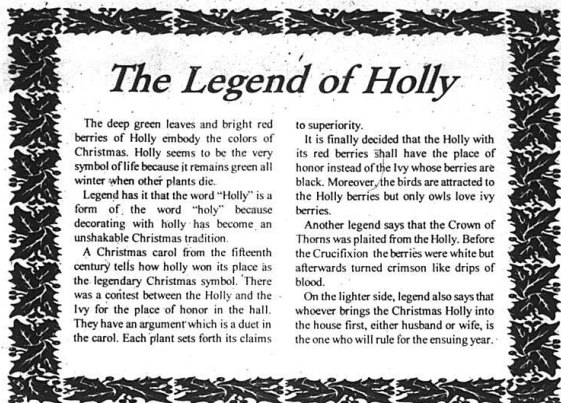 The Legend of Holly
The deep green leaves and bright red
berries of Holly embody the colors of
Christmas. Holly seems to be the very
symbol of life because it remains green all
winter when other plants die.
Legend has it that the word "Holly" is a
form of the word "holy" because
decorating with holly has become an
unshakable Christmas tradition.
A Christmas carol from the fifteenth
century tells how holly won its place as
the legendary Christmas symbol. There
was a contest between the Holly and the
Ivy for the place of honor in the hall.
They have an argument which is a duet in
the carol. Each plant sets forth its claims
to superiority.
It is finally decided that the Holly with
its red berries shall have the place of
honor instead of the Ivy whose berries are
black. Moreover, the birds are attracted to
the Holly berries but only owls love ivy
berries.
Another legend says that the Crown of
Thorns was plaited from the Holly. Before
the Crucifixion the berries were white but
afterwards turned crimson like drips of
blood.
On the lighter side, legend also says that
whoever brings the Christmas Holly into
the house first, either husband or wife, is
the one who will rule for the ensuing year.